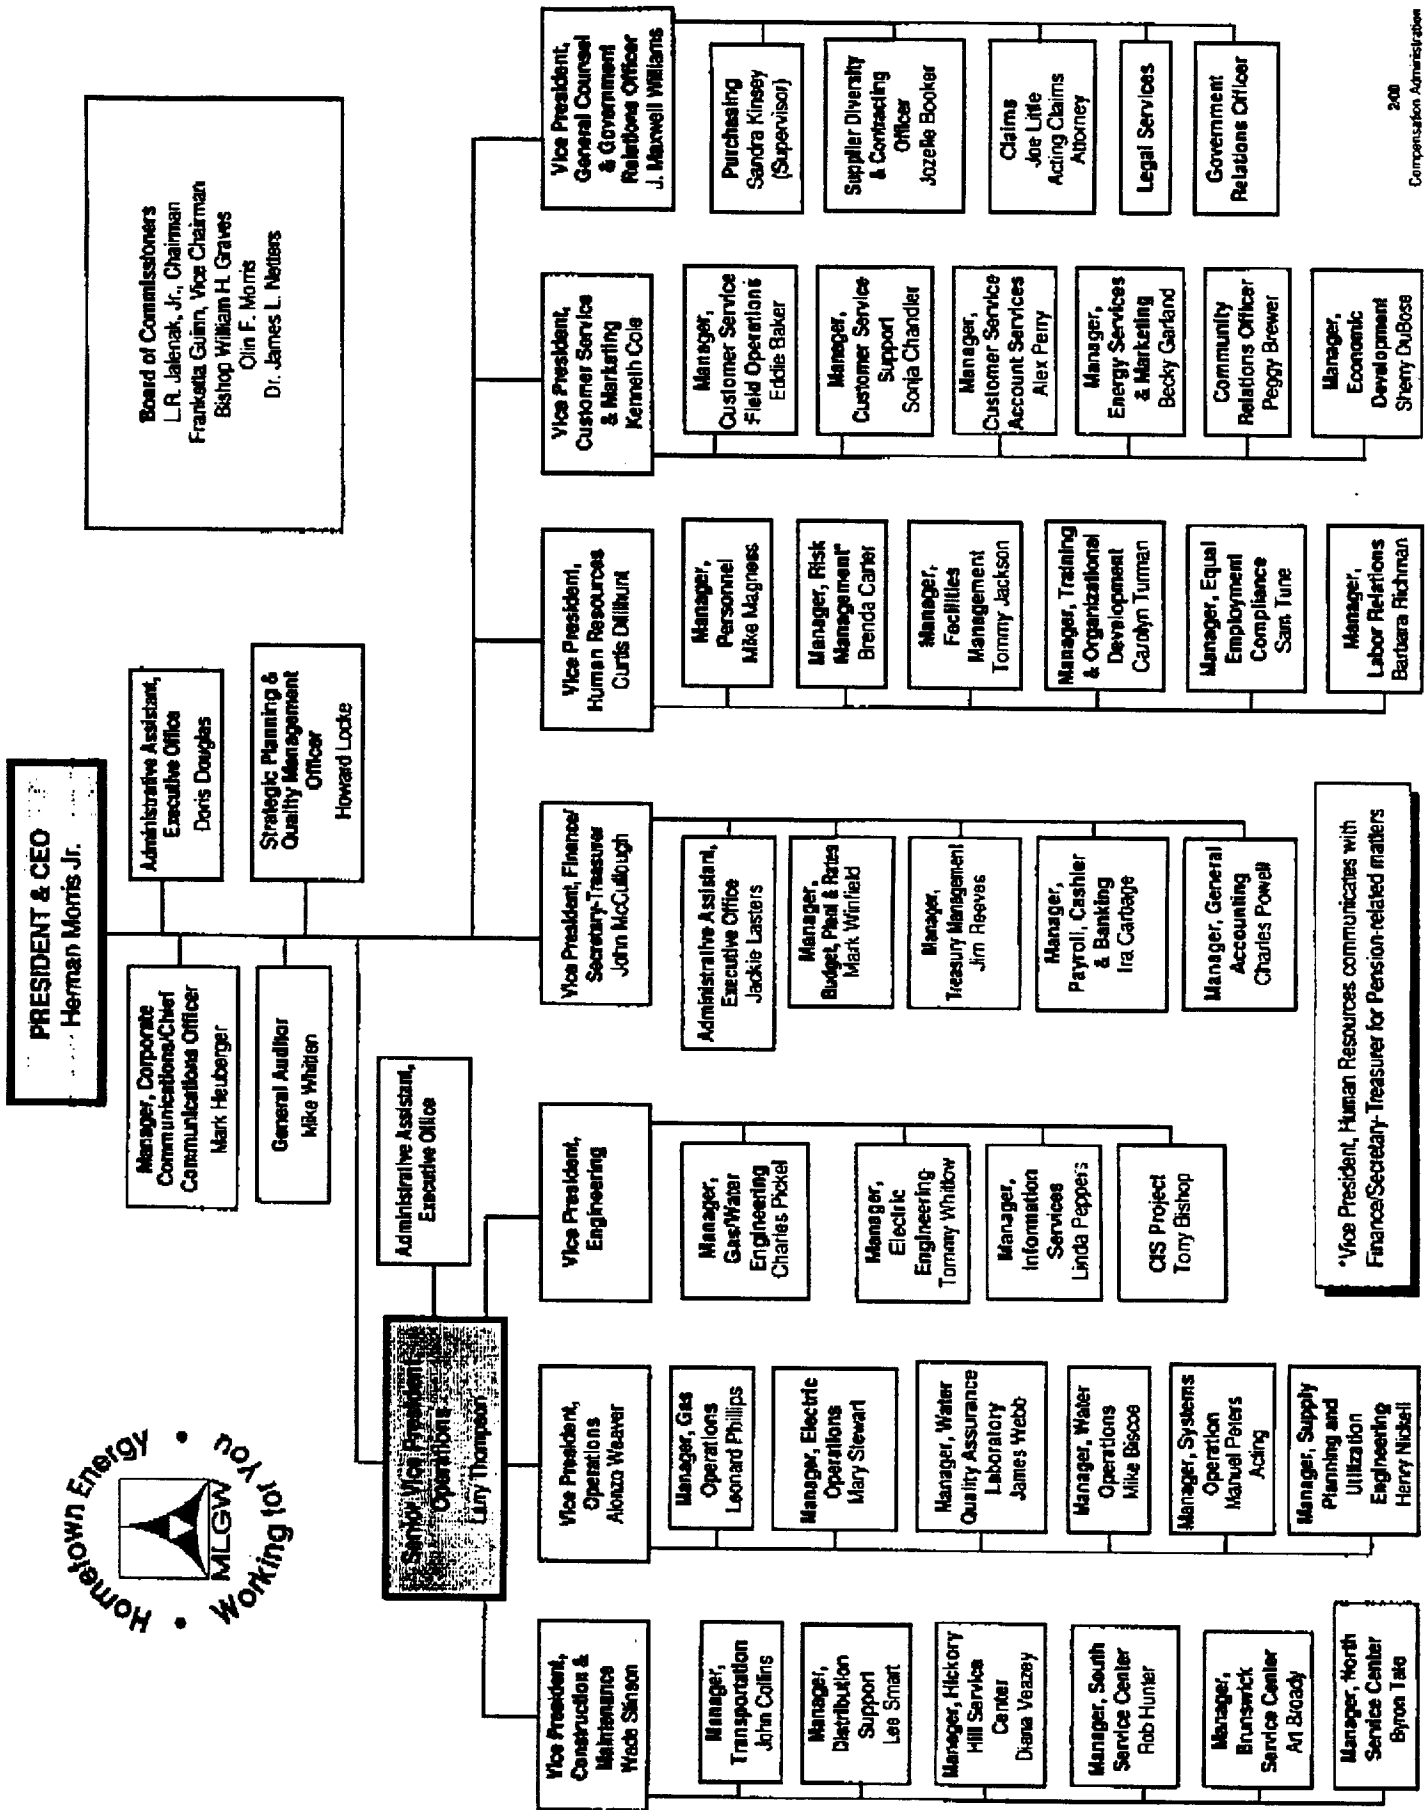 Hometown Energy
Working for you
MLGW
PRESIDENT & CEO
Herman Morris Jr.
Board of Commissioners
L.R. Jalenak, Jr., Chairman
Franketta Guinn, Vice Chairman
Bishop William H. Graves
Olin F. Morris
Dr. James L. Netters
Manager, Corporate
Communications/Chief
Communications Officer
Mark Heuberger
Administrative Assistant,
Executive Office
Doris Douglas
General Auditor
Mike Whitten
Strategic Planning &
Quality Management
Officer
Howard Locke
Senior Vice President,
Operations
Larry Thompson
Administrative Assistant,
Executive Office
Vice President,
Construction &
Maintenance
Wade Stinson
Manager,
Transportation
John Collins
Manager,
Distribution
Support
Lee Smart
Manager, Hickory
Hill Service
Center
Diana Veazey
Manager, South
Service Center
Rob Hunter
Manager,
Brunswick
Service Center
Art Broady
Manager, North
Service Center
Byron Tate
Vice President,
Operations
Alonzo Weaver
Manager, Gas
Operations
Leonard Phillips
Manager, Electric
Operations
Mary Stewart
Manager, Water
Quality Assurance
Laboratory
James Webb
Manager, Water
Operations
Mike Biscoe
Manager, Systems
Operation
Manuel Peters
Acting
Manager, Supply
Planning and
Utilization
Engineering
Henry Nickell
Vice President,
Engineering
Manager,
Gas/Water
Engineering
Charles Pickel
Manager,
Electric
Engineering
Tommy Whitlow
Manager,
Information
Services
Linda Peppers
CIS Project
Tony Bishop
Vice President, Finance/
Secretary-Treasurer
John McCullough
Administrative Assistant,
Executive Office
Jackie Lasters
Manager,
Budget, Plant & Rates
Mark Winfield
Manager,
Treasury Management
Jim Reeves
Manager,
Payroll, Cashier
& Banking
Ira Carbage
Manager, General
Accounting
Charles Powell
Vice President,
Human Resources
Curtis Dillihunt
Manager,
Personnel
Mike Magness
Manager, Risk
Management*
Brenda Carter
Manager,
Facilities
Management
Tommy Jackson
Manager, Training
& Organizational
Development
Carolyn Turman
Manager, Equal
Employment
Compliance
Sam Tune
Manager,
Labor Relations
Barbara Richman
Vice President,
Customer Service
& Marketing
Kenneth Cole
Manager,
Customer Service
Field Operations
Eddie Baker
Manager,
Customer Service
Support
Sonja Chandler
Manager,
Customer Service
Account Services
Alex Perry
Manager,
Energy Services
& Marketing
Becky Garland
Community
Relations Officer
Peggy Brewer
Manager,
Economic
Development
Sherry DuBose
Vice President,
General Counsel
& Government
Relations Officer
J. Maxwell Williams
Purchasing
Sandra Kinsey
(Supervisor)
Supplier Diversity
& Contracting
Officer
Jozelle Booker
Claims
Joe Little
Acting Claims
Attorney
Legal Services
Government
Relations Officer
*Vice President, Human Resources communicates with
Finance/Secretary-Treasurer for Pension-related matters
2/00
Compensation Administration